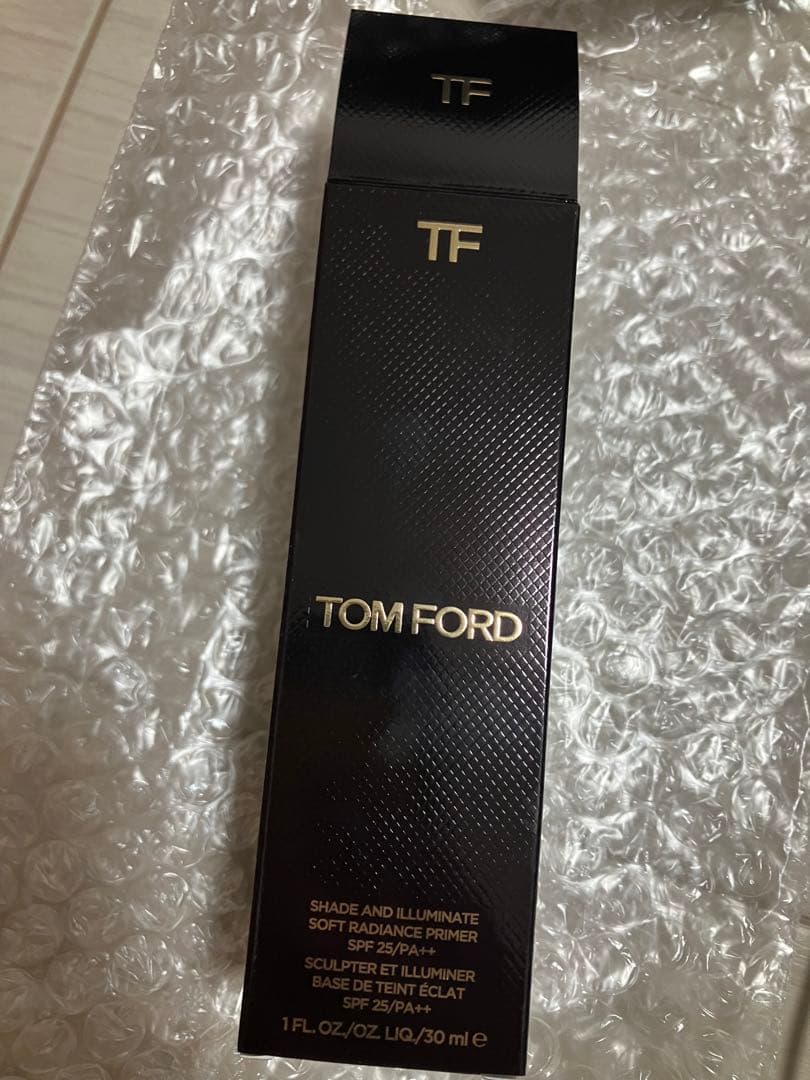 TF
TF
TOM FORD
SHADE AND ILLUMINATE
SOFT RADIANCE PRIMER
SPF 25/PA++
SCULPTER ET ILLUMINER
BASE DE TEINT ÉCLAT
SPF 25/PA++
1 FL. OZ./OZ. LIQ./30 ml ℮